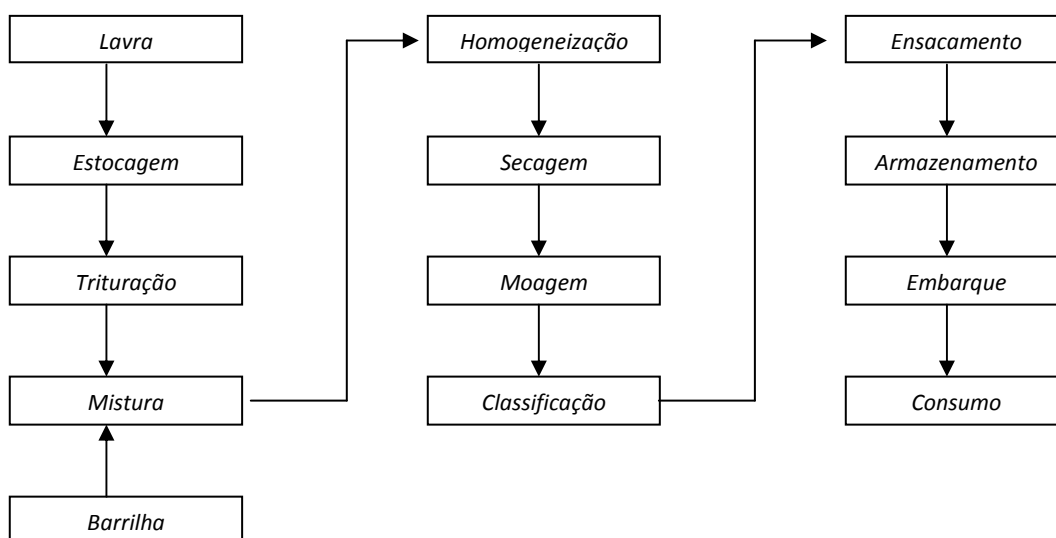 Lavra
Estocagem
Trituração
Mistura
Barrilha
Homogeneização
Secagem
Moagem
Classificação
Ensacamento
Armazenamento
Embarque
Consumo